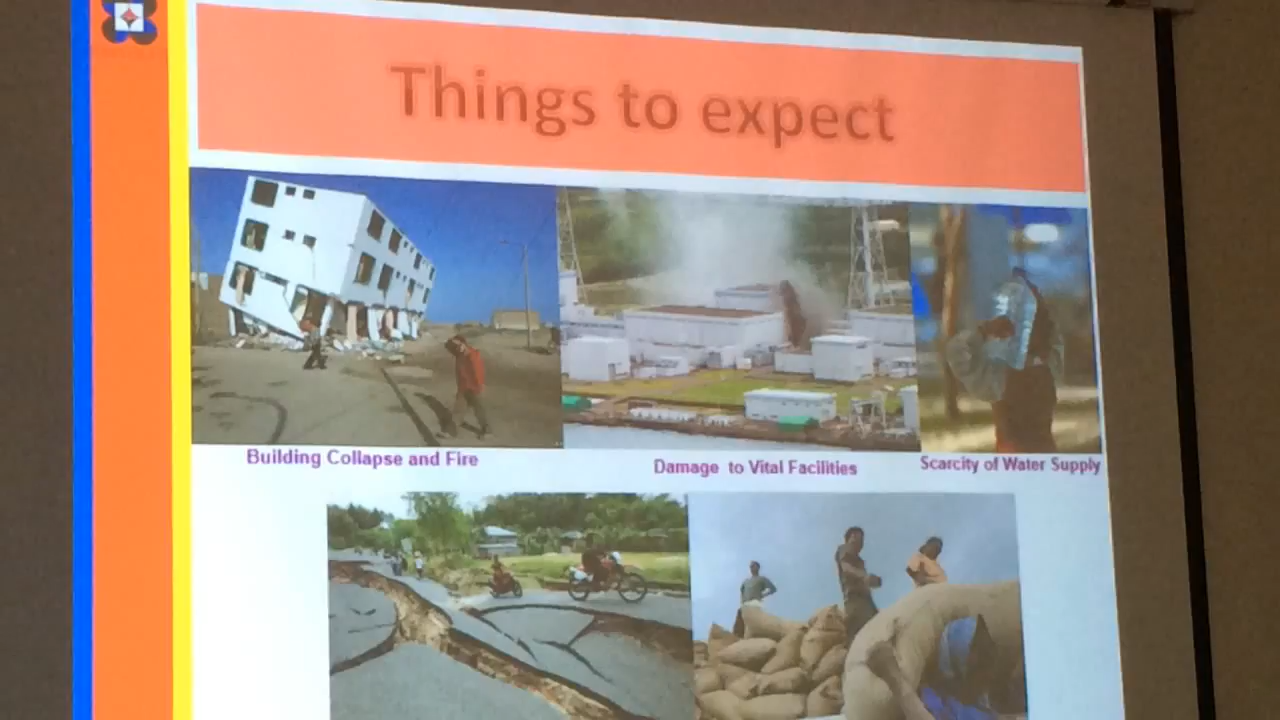 Things to expect
Building Collapse and Fire
Damage to Vital Facilities
Scarcity of Water Supply